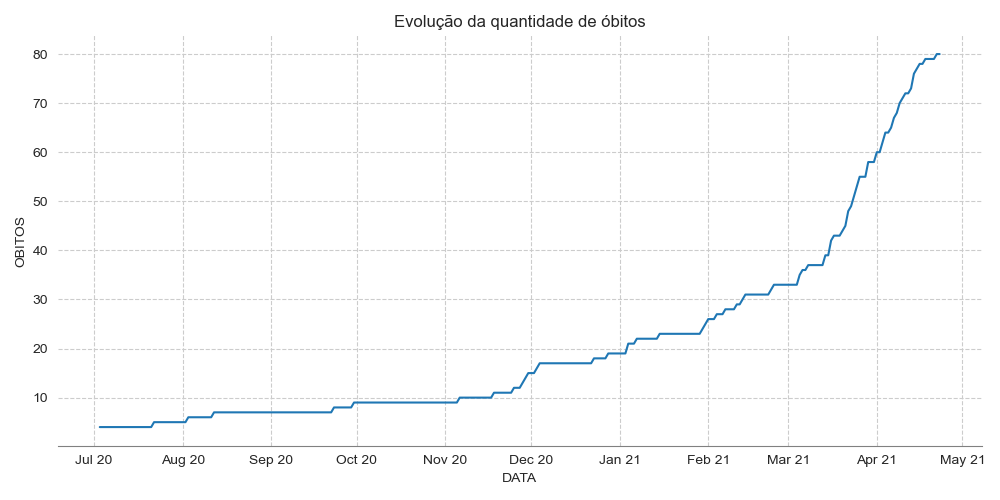 Evolução da quantidade de óbitos
80
70
60
50
40
30
20
10
ÓBITOS
Jul 20 Aug 20 Sep 20 Oct 20 Nov 20 Dec 20 Jan 21 Feb 21 Mar 21 Apr 21 May 21
DATA